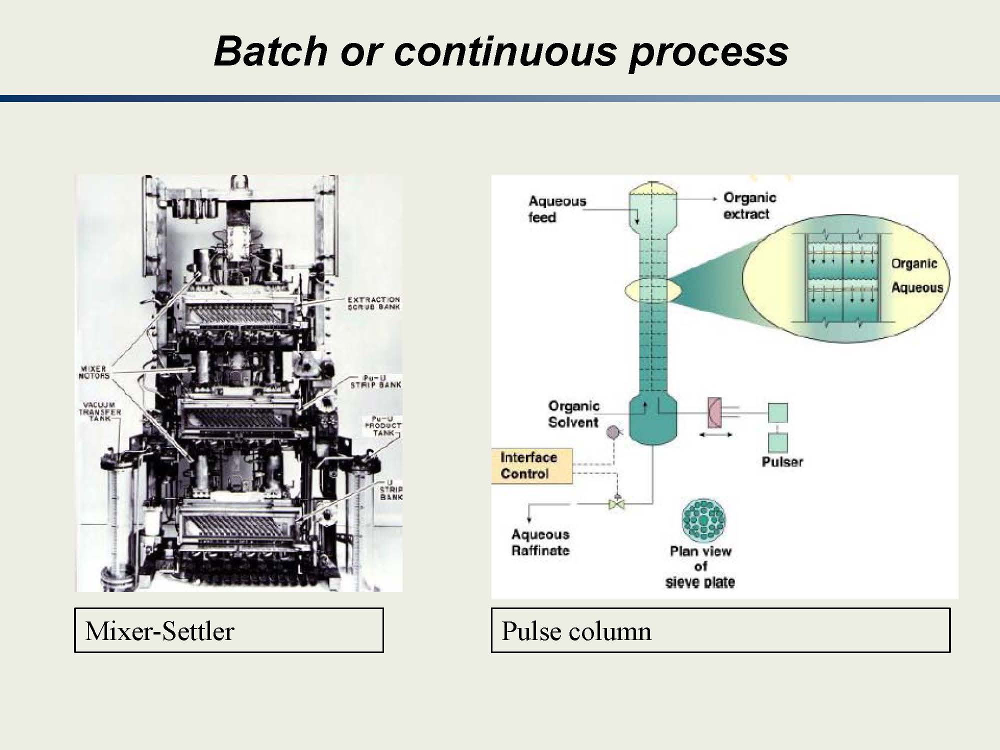 Batch or continuous process
EXTRACTION
SCRUB BANK
MIXER
MOTORS
Pu-U
STRIP BANK
VACUUM
TRANSFER
TANK
Pu-U
PRODUCT
TANK
U
STRIP
BANK
Mixer-Settler
Aqueous
feed
Organic
extract
Organic
Aqueous
Organic
Solvent
Interface
Control
Pulser
Aqueous
Raffinate
Plan view
of
sieve plate
Pulse column